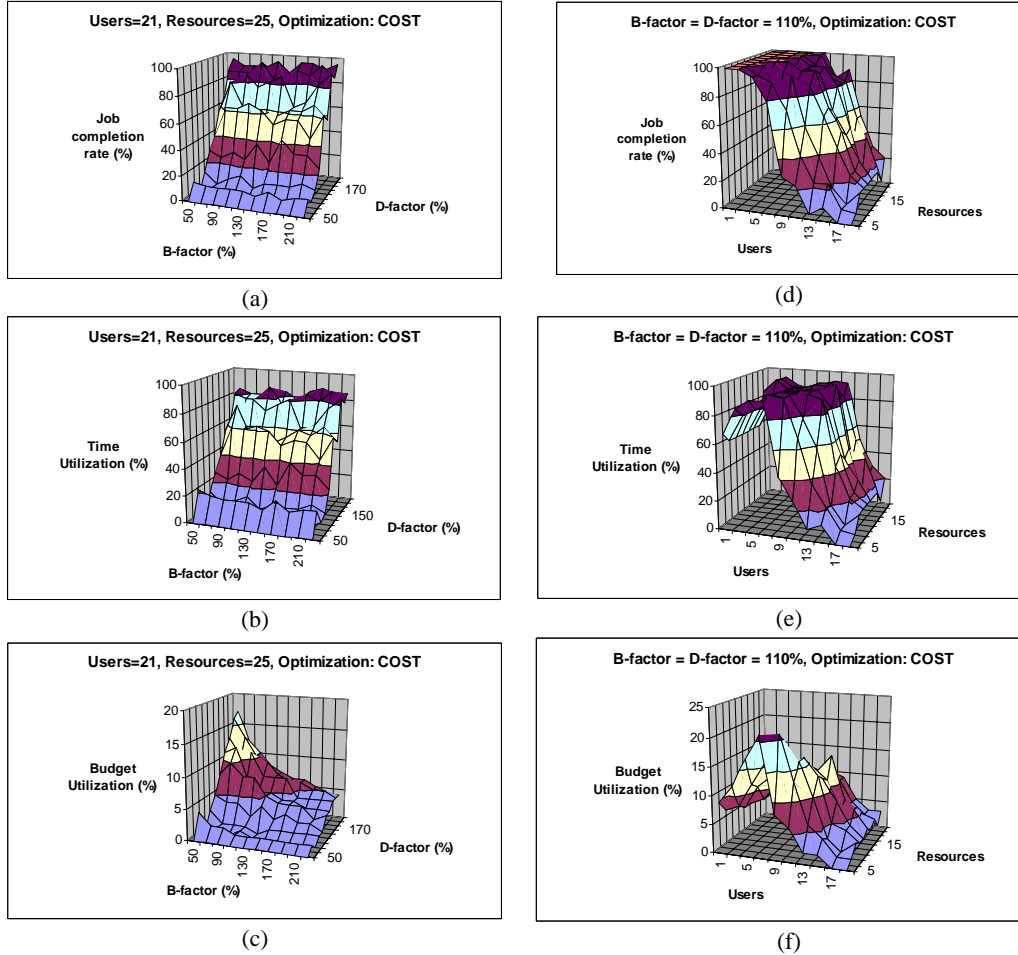 Users=21, Resources=25, Optimization: COST
100
80
60
40
20
0
Job
completion
rate (%)
50
90
130
170
210
B-factor (%)
50
170
D-factor (%)
(a)
B-factor = D-factor = 110%, Optimization: COST
100
80
60
40
20
0
Job
completion
rate (%)
1
5
9
13
17
Users
5
15
Resources
(d)
Users=21, Resources=25, Optimization: COST
100
80
60
40
20
0
Time
Utilization (%)
50
90
130
170
210
B-factor (%)
50
150
D-factor (%)
(b)
B-factor = D-factor = 110%, Optimization: COST
100
80
60
40
20
0
Time
Utilization (%)
1
5
9
13
17
Users
5
15
Resources
(e)
Users=21, Resources=25, Optimization: COST
20
15
10
5
0
Budget
Utilization (%)
50
90
130
170
210
B-factor (%)
50
170
D-factor (%)
(c)
B-factor = D-factor = 110%, Optimization: COST
25
20
15
10
5
0
Budget
Utilization (%)
1
5
9
13
17
Users
5
15
Resources
(f)